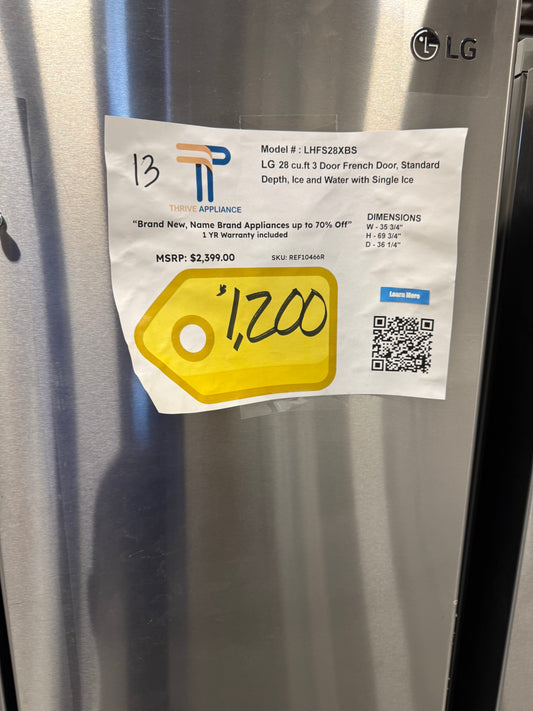 LG
13
Model # : LHFS28XBS
LG 28 cu.ft 3 Door French Door, Standard
Depth, Ice and Water with Single Ice
THRIVE APPLIANCE
“Brand New, Name Brand Appliances up to 70% Off”
1 YR Warranty included
DIMENSIONS
W - 35 3/4"
H - 69 3/4"
D - 36 1/4"
MSRP: $2,399.00
SKU: REF10466R
$1,200
Learn More